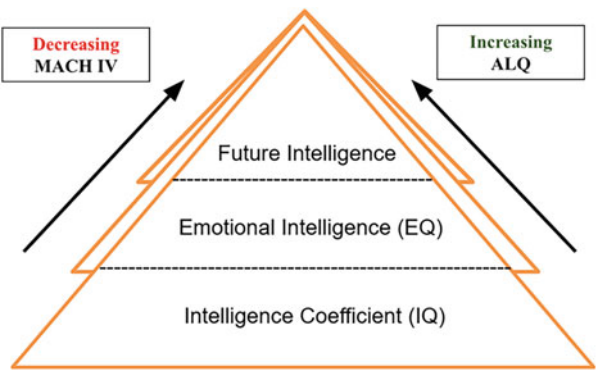 Decreasing
MACH IV
Increasing
ALQ
Future Intelligence
Emotional Intelligence (EQ)
Intelligence Coefficient (IQ)